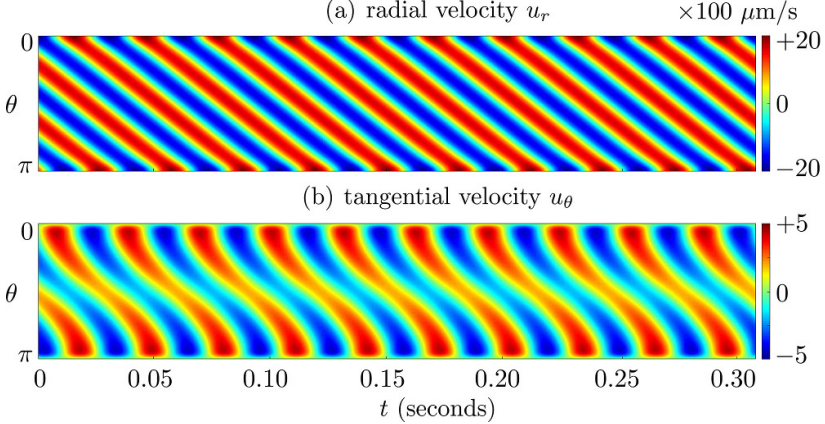 (a) radial velocity u_r
×100 μm/s
0
θ
π
+20
0
−20
(b) tangential velocity u_θ
0
θ
π
+5
0
−5
0 0.05 0.10 0.15 0.20 0.25 0.30
t (seconds)